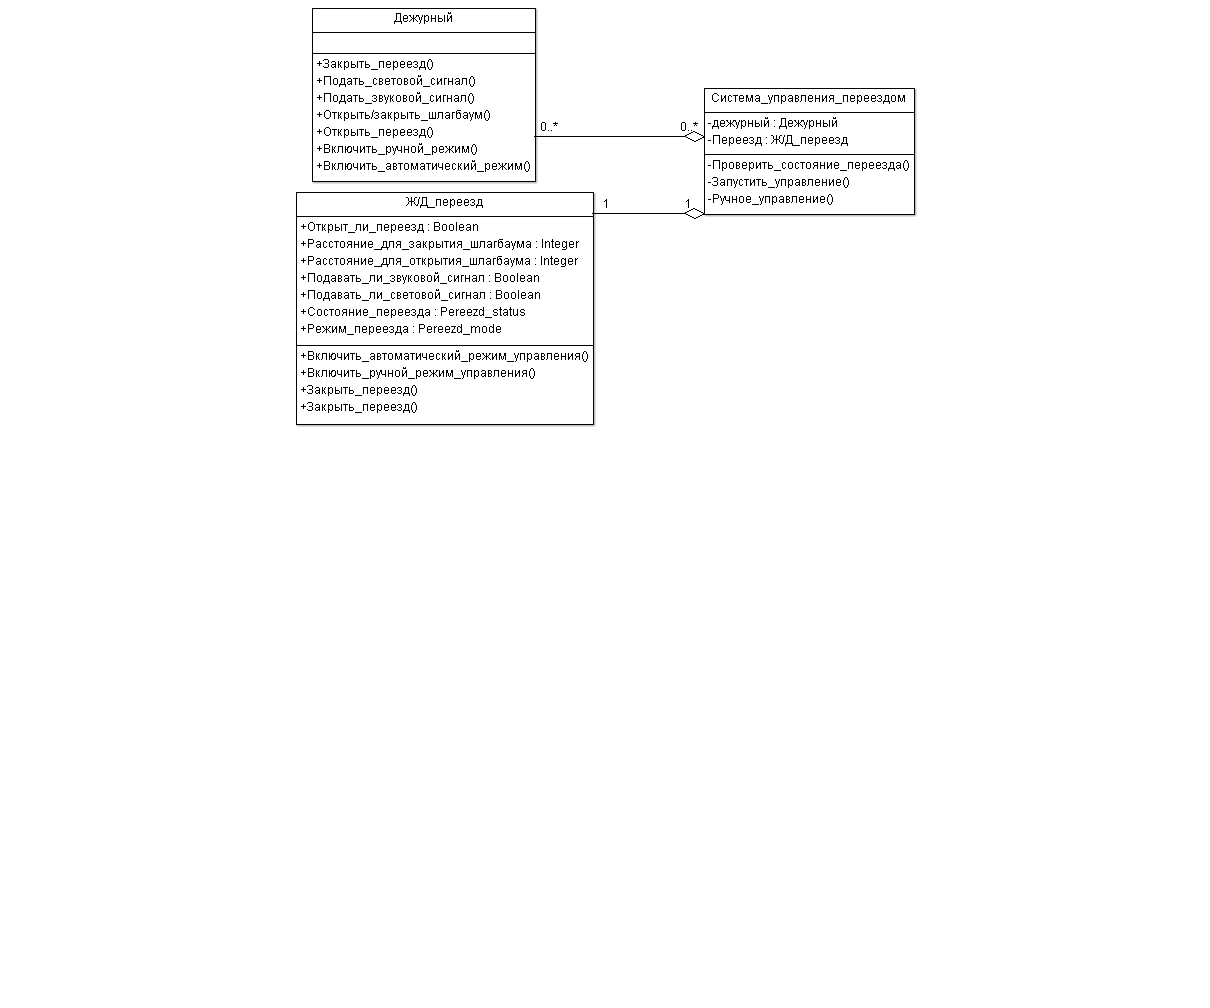 Дежурный
+Закрыть_переезд()
+Подать_световой_сигнал()
+Подать_звуковой_сигнал()
+Открыть/закрыть_шлагбаум()
+Открыть_переезд()
+Включить_ручной_режим()
+Включить_автоматический_режим()
0..*
0..*
Система_управления_переездом
-дежурный : Дежурный
-Переезд : Ж/Д_переезд
-Проверить_состояние_переезда()
-Запустить_управление()
-Ручное_управление()
1
1
Ж/Д_переезд
+Открыт_ли_переезд : Boolean
+Расстояние_для_закрытия_шлагбаума : Integer
+Расстояние_для_открытия_шлагбаума : Integer
+Подавать_ли_звуковой_сигнал : Boolean
+Подавать_ли_световой_сигнал : Boolean
+Состояние_переезда : Pereezd_status
+Режим_переезда : Pereezd_mode
+Включить_автоматический_режим_управления()
+Включить_ручной_режим_управления()
+Закрыть_переезд()
+Закрыть_переезд()